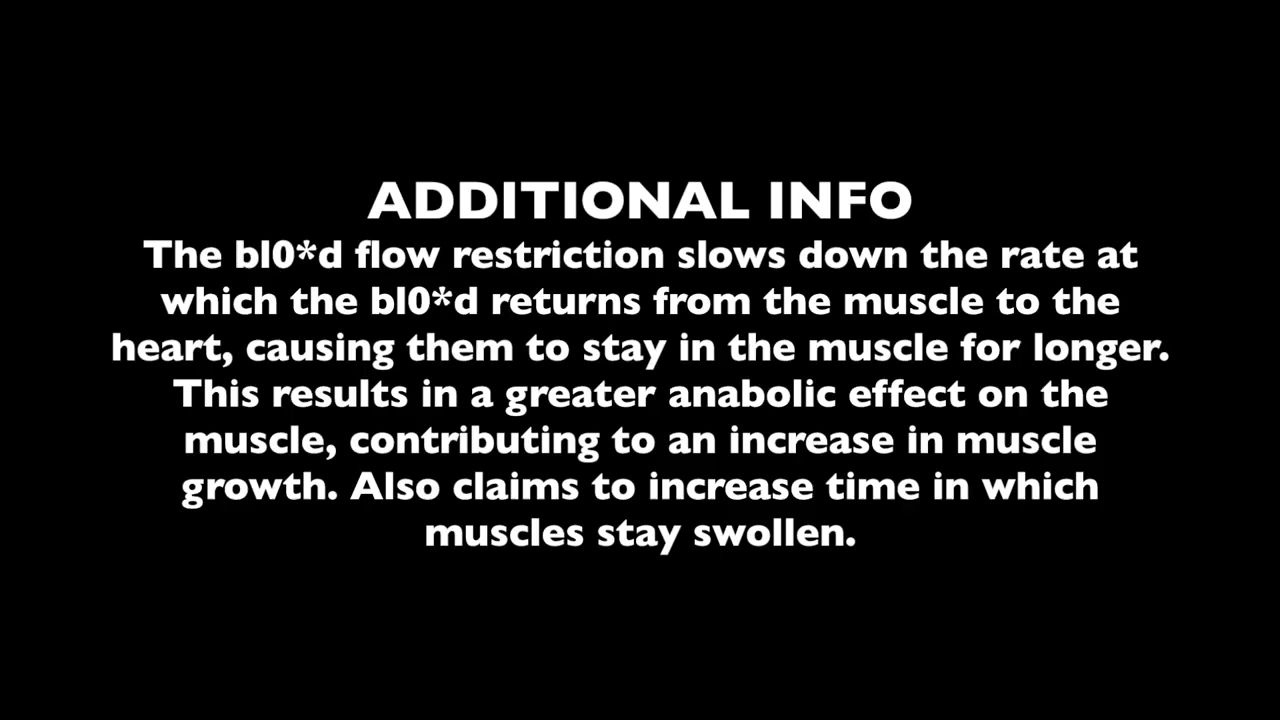 ADDITIONAL INFO
The bl0*d flow restriction slows down the rate at
which the bl0*d returns from the muscle to the
heart, causing them to stay in the muscle for longer.
This results in a greater anabolic effect on the
muscle, contributing to an increase in muscle
growth. Also claims to increase time in which
muscles stay swollen.